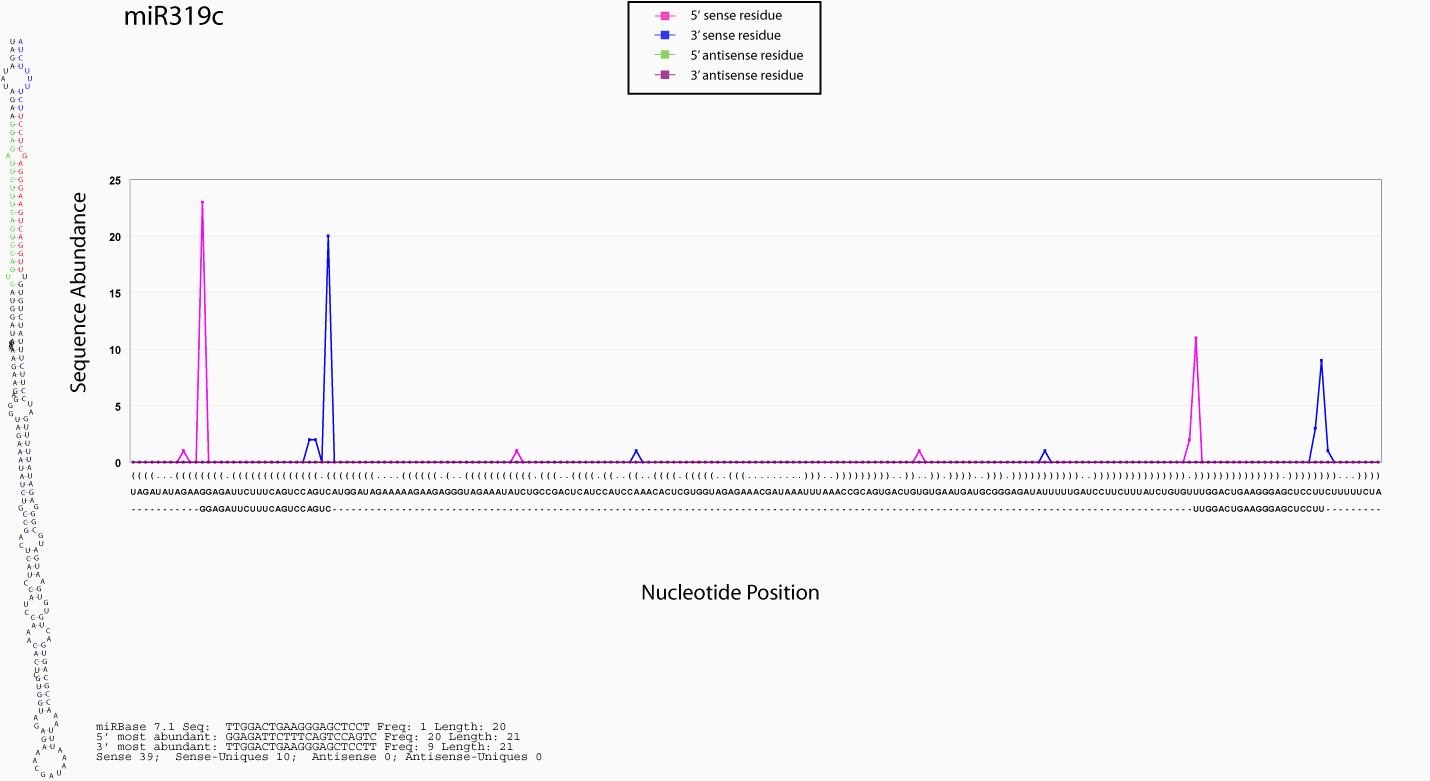 miR319c
5’ sense residue
3’ sense residue
5’ antisense residue
3’ antisense residue
Sequence Abundance
25
20
15
10
5
0
UAGAUAUAGAAGGAGAUUCUUUCAGUCCAGUCAUGGAUAGAAAAAGAAGAGGGUAGAAAUAUCUGCCGACUCAUCCAUCCAAACACUCGUGGUAGAGAAACGAUAAAUUUAAACCGCAGUGACUGUGUGAAUGAUGCGGGAGAUAUUUUUGAUCCUUCUUUAUCUGUGUUUGGACUGAAGGGAGCUCCUUCUUUUUCUA
GGAGAUUCUUUCAGUCCAGUC
UUGGACUGAAGGGAGCUCCUU
Nucleotide Position
miRBase 7.1 Seq: TTGGACTGAAGGGAGCTCCT Freq: 1 Length: 20
5’ most abundant: GGAGATTCTTTCAGTCCAGTC Freq: 20 Length: 21
3’ most abundant: TTGGACTGAAGGGAGCTCCTT Freq: 9 Length: 21
Sense 39; Sense-Uniques 10; Antisense 0; Antisense-Uniques 0